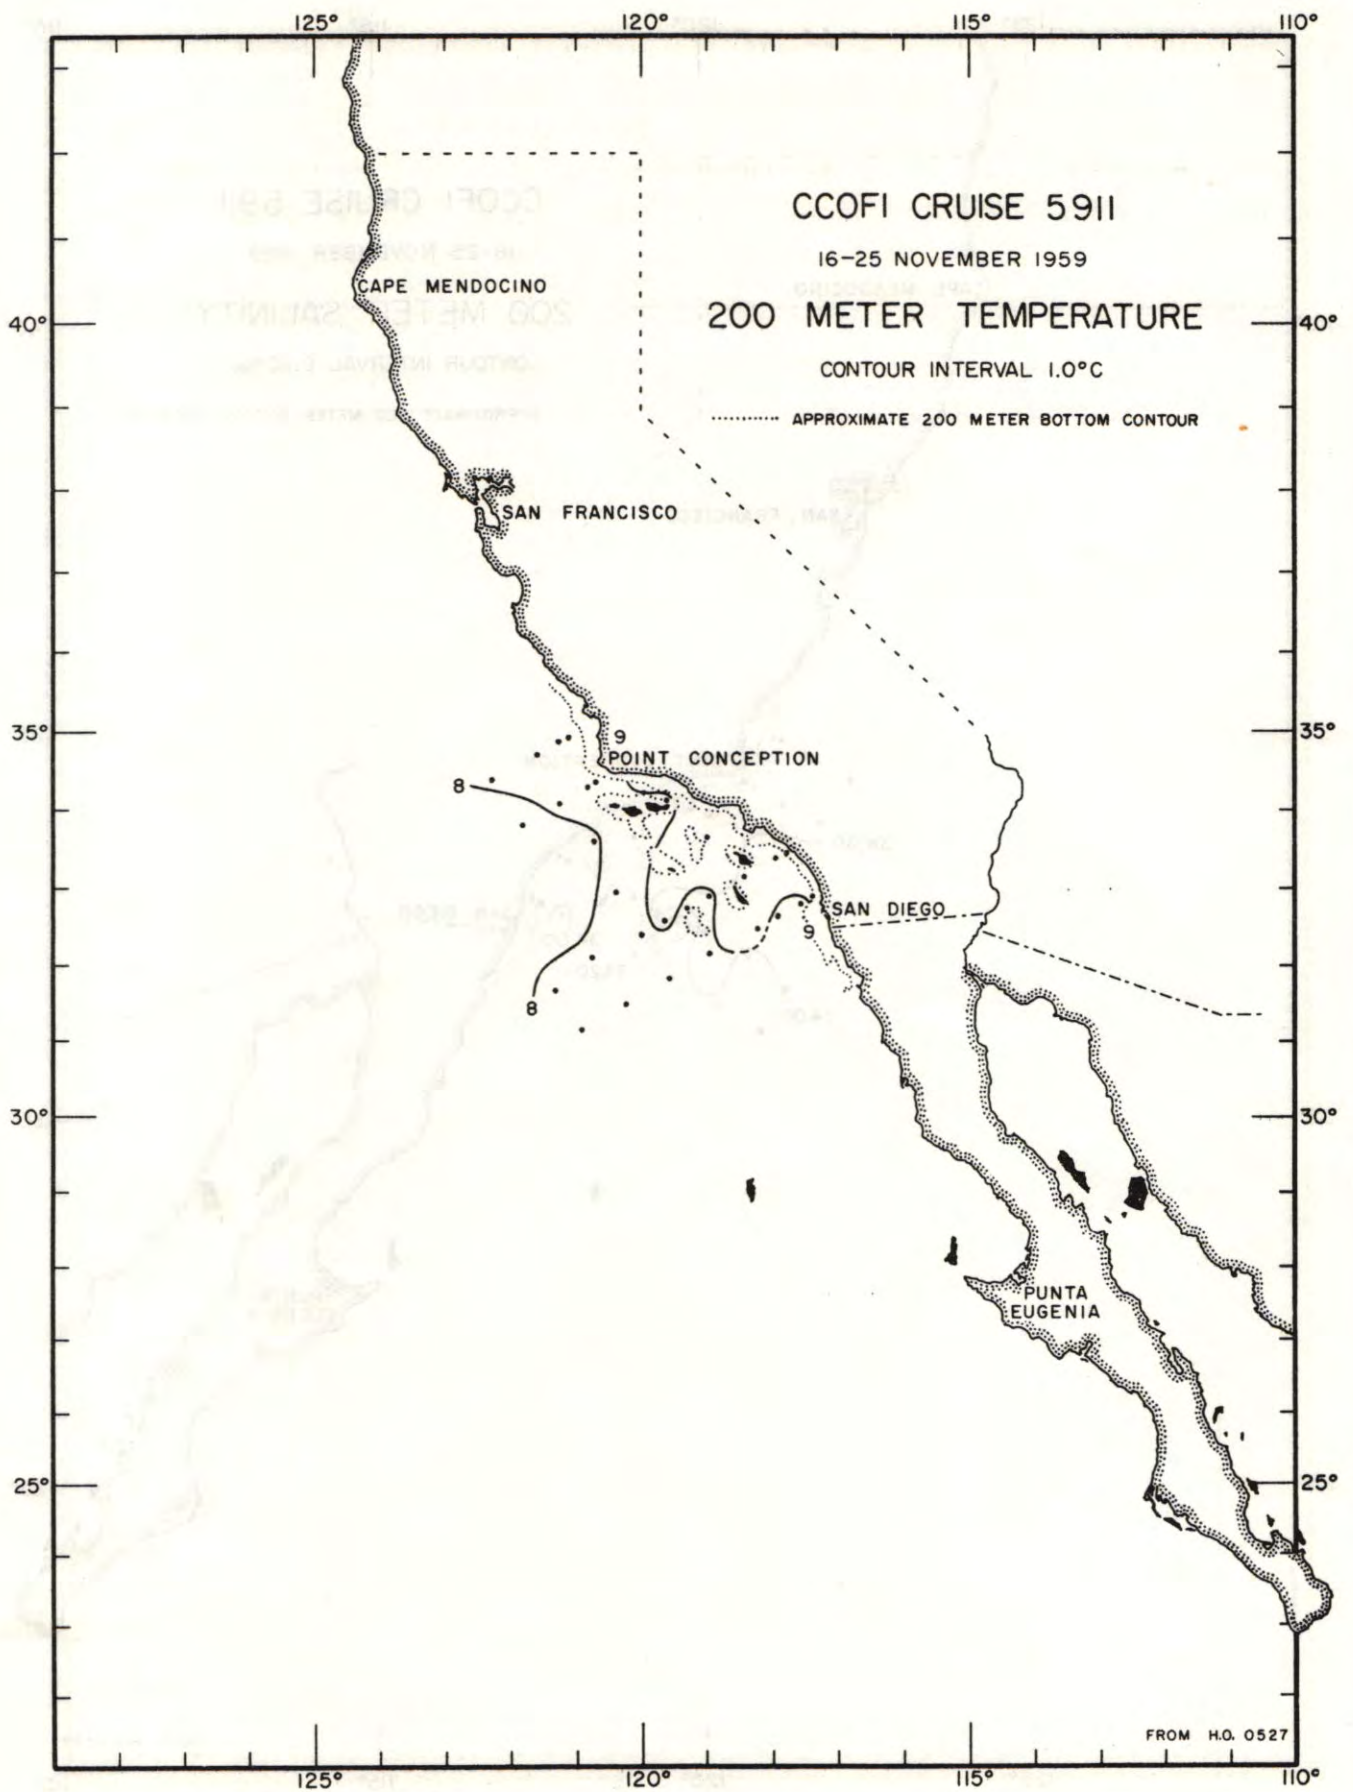 125° 120° 115° 110°
CCOFI CRUISE 5911
16-25 NOVEMBER 1959
CAPE MENDOCINO
200 METER TEMPERATURE
40° 40°
CONTOUR INTERVAL 1.0°C
APPROXIMATE 200 METER BOTTOM CONTOUR
SAN FRANCISCO
35° 9 35°
POINT CONCEPTION
8
SAN DIEGO
9
8
30° 30°
PUNTA
EUGENIA
25° 25°
FROM H.O. 0527
125° 120° 115° 110°